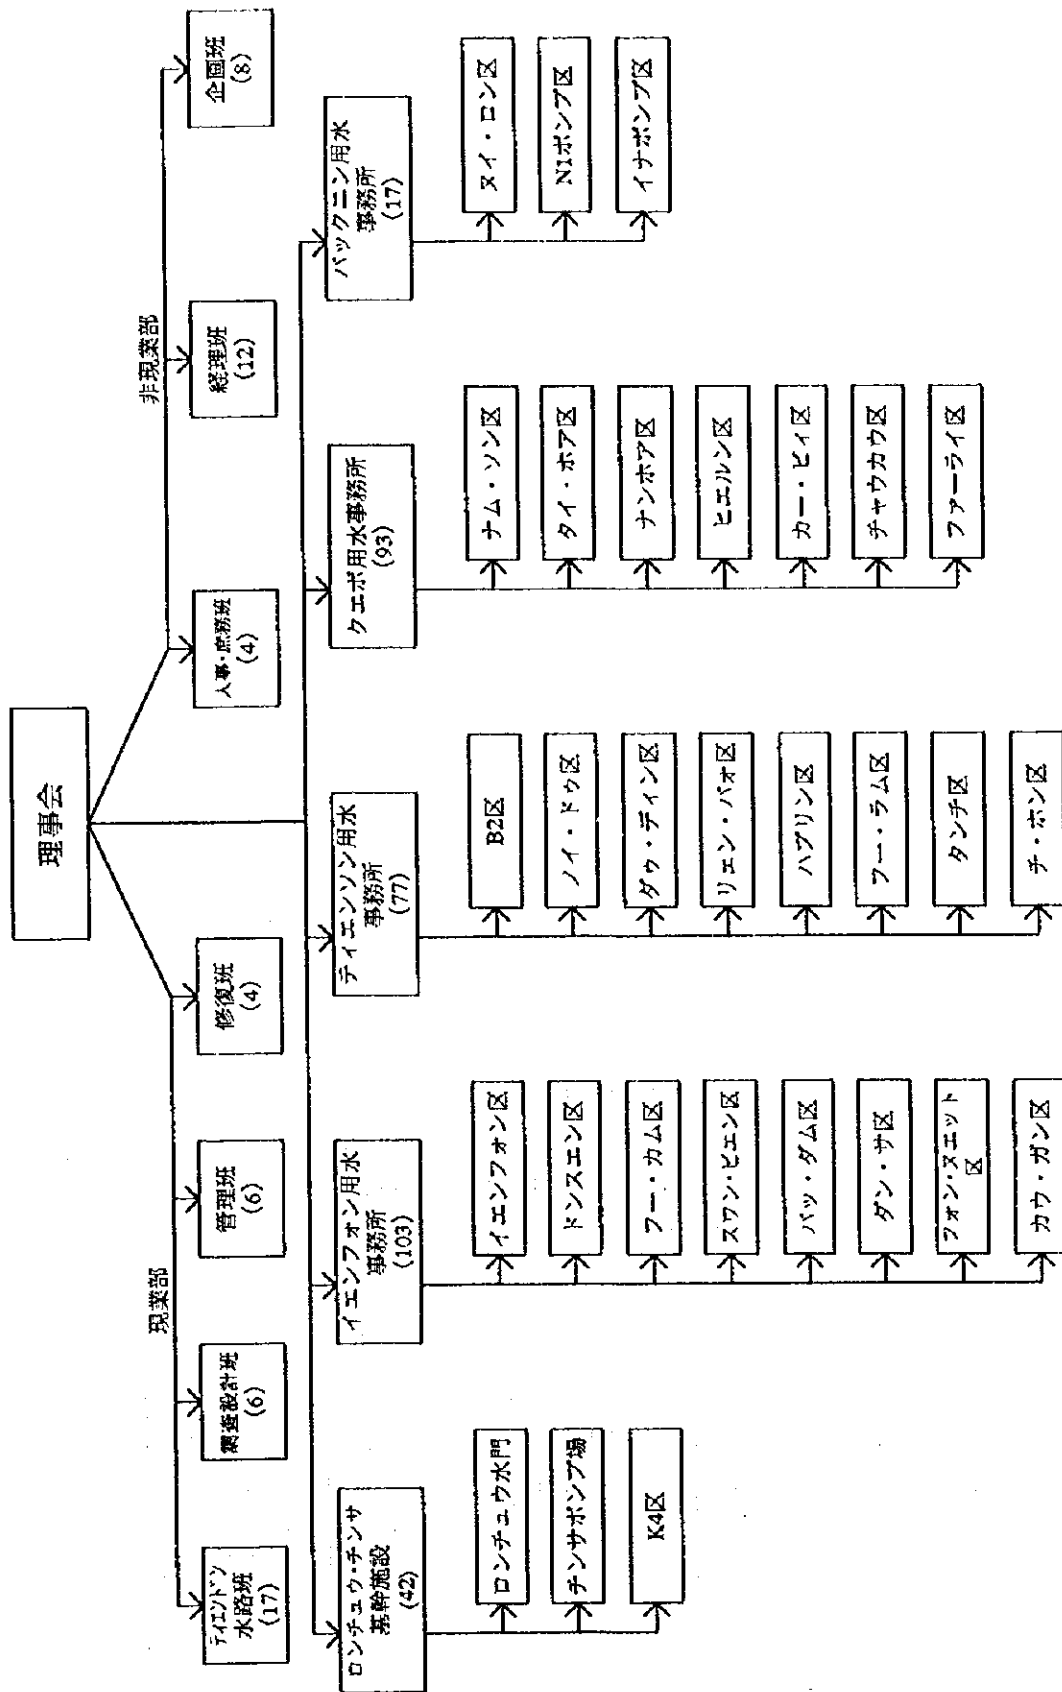 理事会
現業部
非現業部
ティエンドン
水路班
(17)
調査設計班
(6)
管理班
(6)
修復班
(4)
人事・庶務班
(4)
経理班
(12)
企画班
(8)
ロンチュウ・チンサ
基幹施設
(42)
イエンフォン用水
事務所
(103)
ティエンソン用水
事務所
(77)
クエボ用水事務所
(93)
バックニン用水
事務所
(17)
ロンチュウ水門
チンサポンプ場
K4区
イエンフォン区
ドンスエン区
フー・カム区
スワン・ビエン区
バッ・ダム区
ダン・サ区
フォン・ヌエット
区
カウ・ガン区
B2区
ノイ・ドゥ区
ダゥ・ディン区
リェン・バォ区
ハプリン区
フー・ラム区
タンチ区
チ・ホン区
ナム・ソン区
タイ・ホア区
ナンホア区
ヒエルン区
カー・ビィ区
チャウカウ区
ファーライ区
ヌイ・ロン区
N1ポンプ区
イナポンプ区